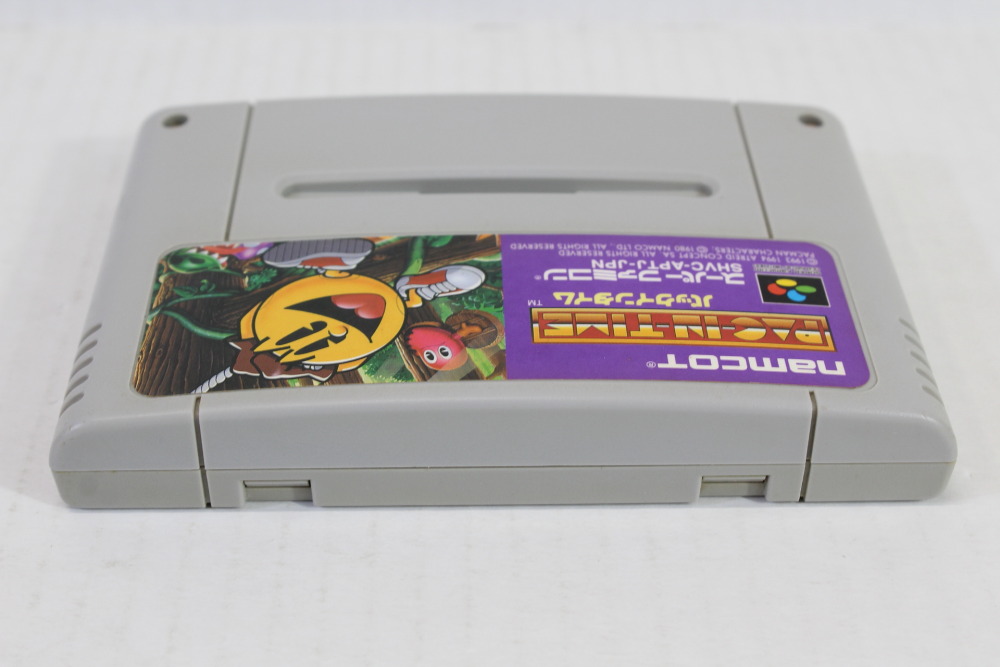 namcot®
PAC-IN-TIME
パックインタイム™
スーパーファミコン®
SHVC-APTJ-JPN
©1993 1994 ATREID CONCEPT SA. ALL RIGHTS RESERVED
PACMAN CHARACTERS, © 1980 NAMCO LTD., ALL RIGHTS RESERVED